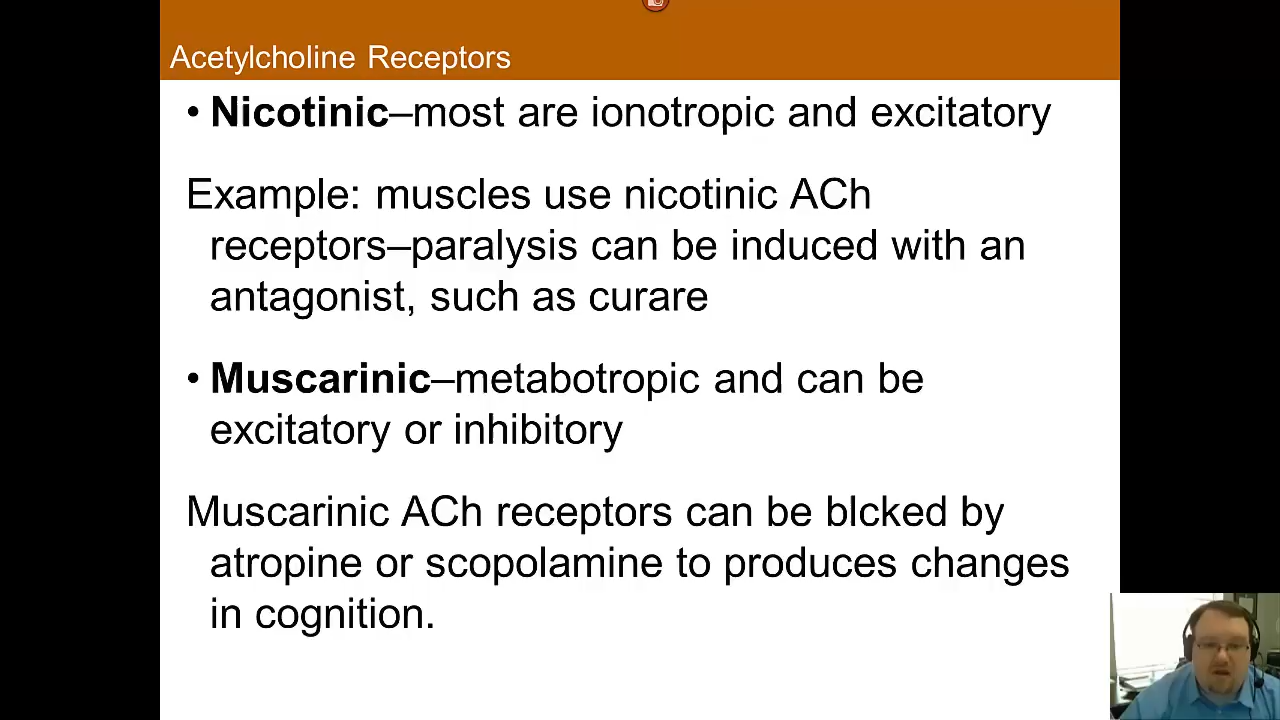 Acetylcholine Receptors
• Nicotinic–most are ionotropic and excitatory
Example: muscles use nicotinic ACh
receptors–paralysis can be induced with an
antagonist, such as curare
• Muscarinic–metabotropic and can be
excitatory or inhibitory
Muscarinic ACh receptors can be blcked by
atropine or scopolamine to produces changes
in cognition.